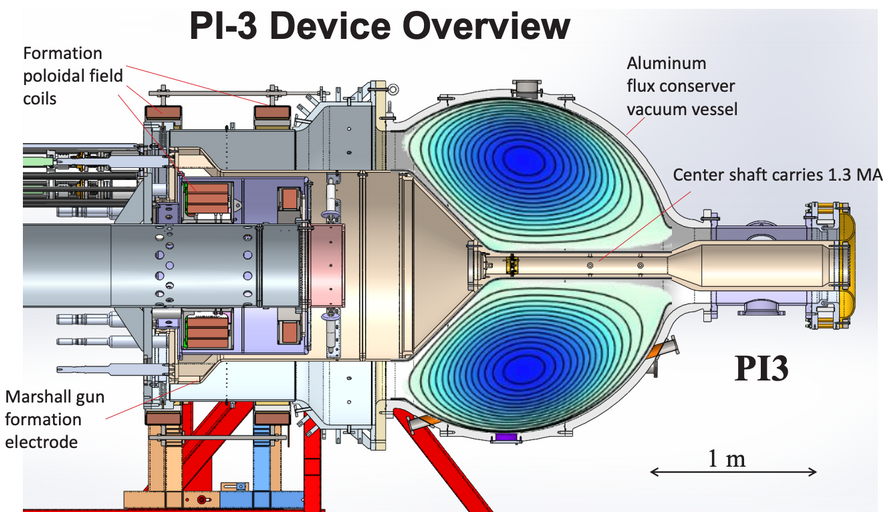 PI-3 Device Overview
Formation
poloidal field
coils
Aluminum
flux conserver
vacuum vessel
Center shaft carries 1.3 MA
Marshall gun
formation
electrode
PI3
1 m